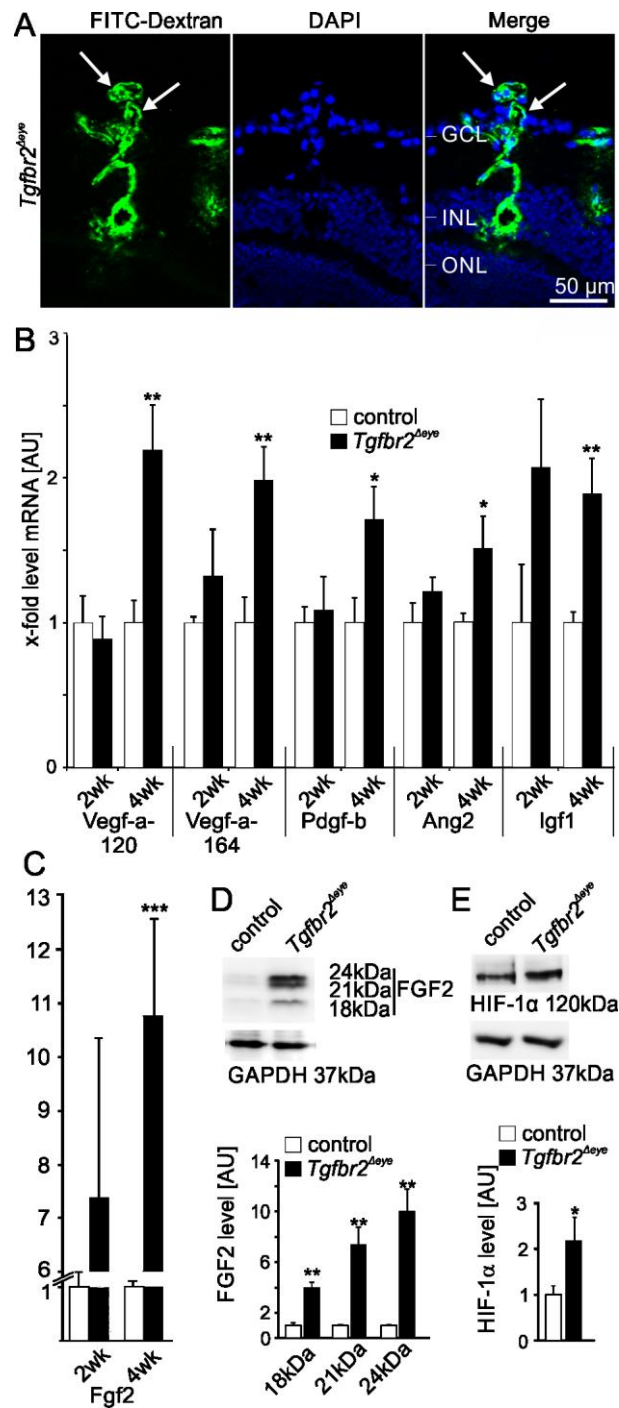 A
FITC-Dextran DAPI Merge
Tgfbr2Δeye
GCL
INL
ONL
50 µm
B
x-fold level mRNA [AU]
3
2
1
0
control
Tgfbr2Δeye
** ** * * **
2wk 4wk 2wk 4wk 2wk 4wk 2wk 4wk 2wk 4wk
Vegf-a-120 Vegf-a-164 Pdgf-b Ang2 Igf1
C
13
12
11
10
9
8
7
6
1
***
2wk 4wk
Fgf2
D
control Tgfbr2Δeye
24kDa
21kDa
18kDa
FGF2
GAPDH 37kDa
control
Tgfbr2Δeye
FGF2 level [AU]
14
10
8
6
4
2
0
** ** **
18kDa 21kDa 24kDa
E
control Tgfbr2Δeye
HIF-1α 120kDa
GAPDH 37kDa
control
Tgfbr2Δeye
HIF-1α level [AU]
3
2
1
0
*